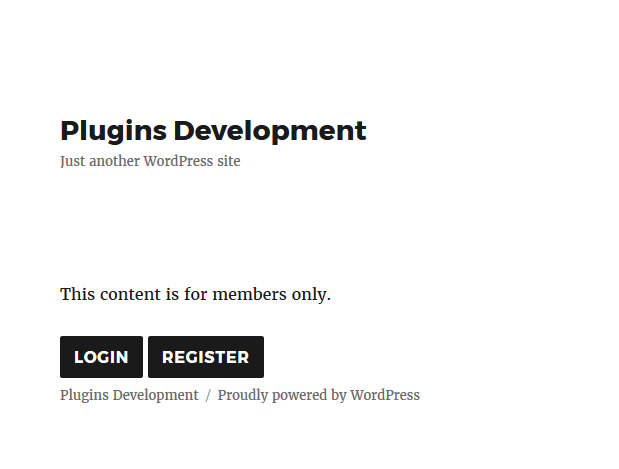 Plugins Development
Just another WordPress site
This content is for members only.
LOGIN REGISTER
Plugins Development / Proudly powered by WordPress